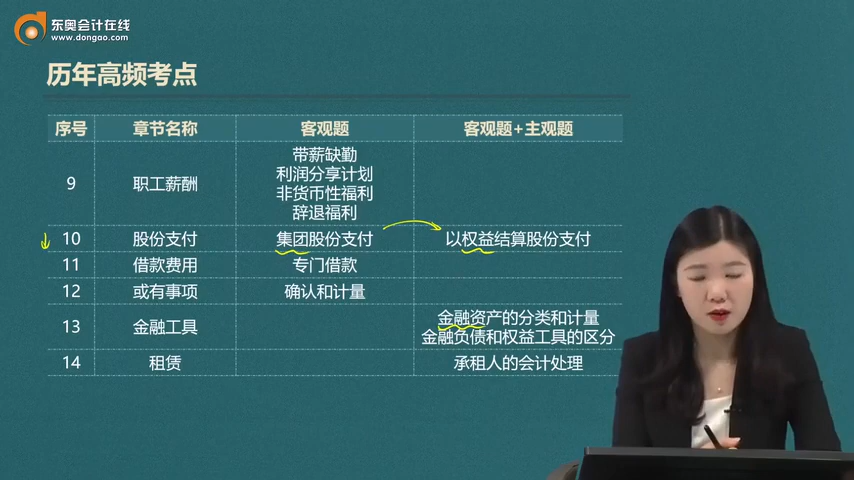 东奥会计在线
www.dongao.com
历年高频考点
序号 章节名称 客观题 客观题+主观题
9 职工薪酬 带薪缺勤
利润分享计划
非货币性福利
辞退福利
10 股份支付 集团股份支付 以权益结算股份支付
11 借款费用 专门借款
12 或有事项 确认和计量
13 金融工具 金融资产的分类和计量
金融负债和权益工具的区分
14 租赁 承租人的会计处理